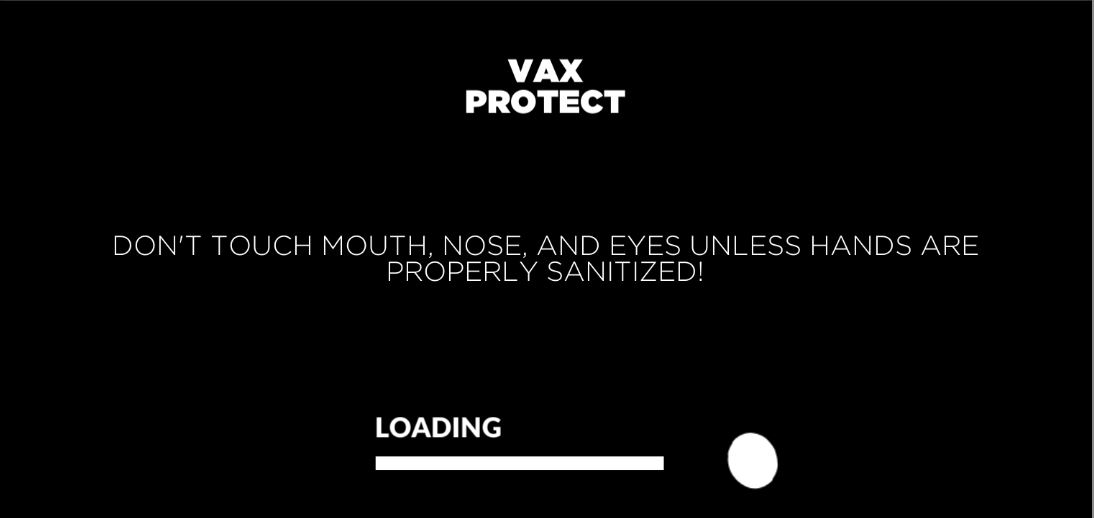 VAX
PROTECT
DON'T TOUCH MOUTH, NOSE, AND EYES UNLESS HANDS ARE
PROPERLY SANITIZED!
LOADING